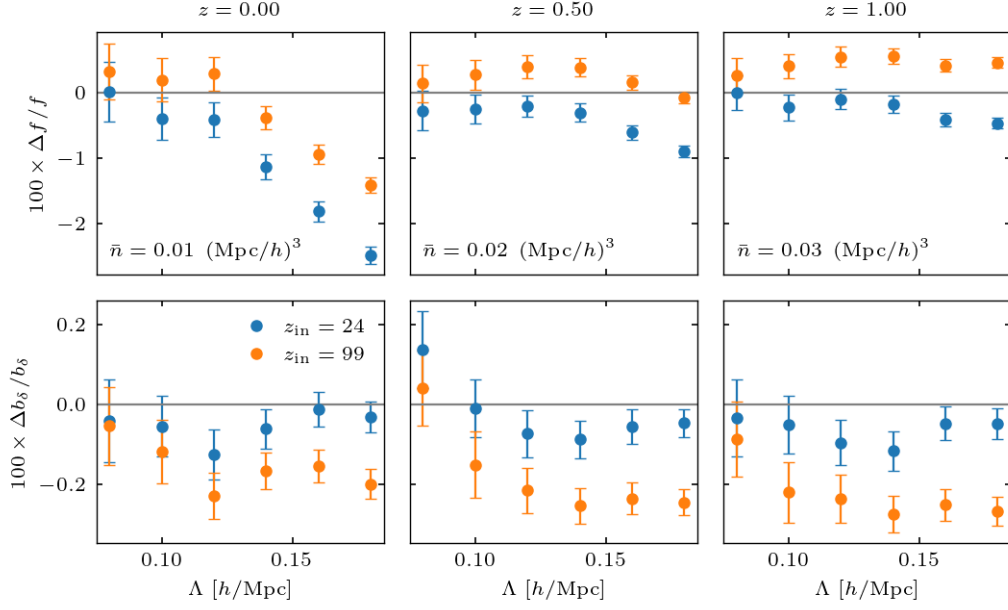 z = 0.00 z = 0.50 z = 1.00
100 × Δf/f
0
−1
−2
n̄ = 0.01 (Mpc/h)³ n̄ = 0.02 (Mpc/h)³ n̄ = 0.03 (Mpc/h)³
100 × Δb_δ/b_δ
0.2
0.0
−0.2
z_in = 24
z_in = 99
0.10 0.15 0.10 0.15 0.10 0.15
Λ [h/Mpc] Λ [h/Mpc] Λ [h/Mpc]